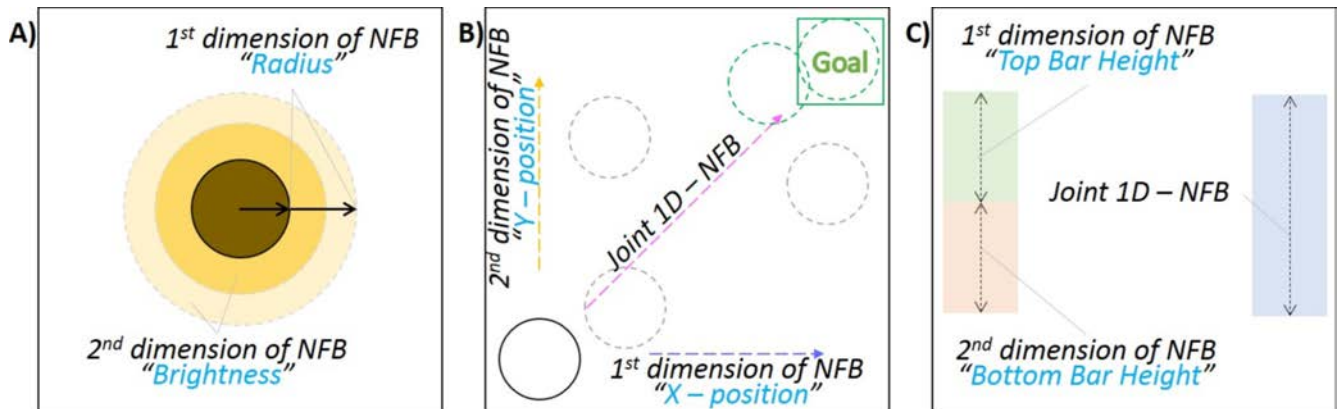 A)
1st dimension of NFB
“Radius”
2nd dimension of NFB
“Brightness”
B)
2nd dimension of NFB
“Y – position”
Joint 1D – NFB
Goal
1st dimension of NFB
“X – position”
C)
1st dimension of NFB
“Top Bar Height”
Joint 1D – NFB
2nd dimension of NFB
“Bottom Bar Height”